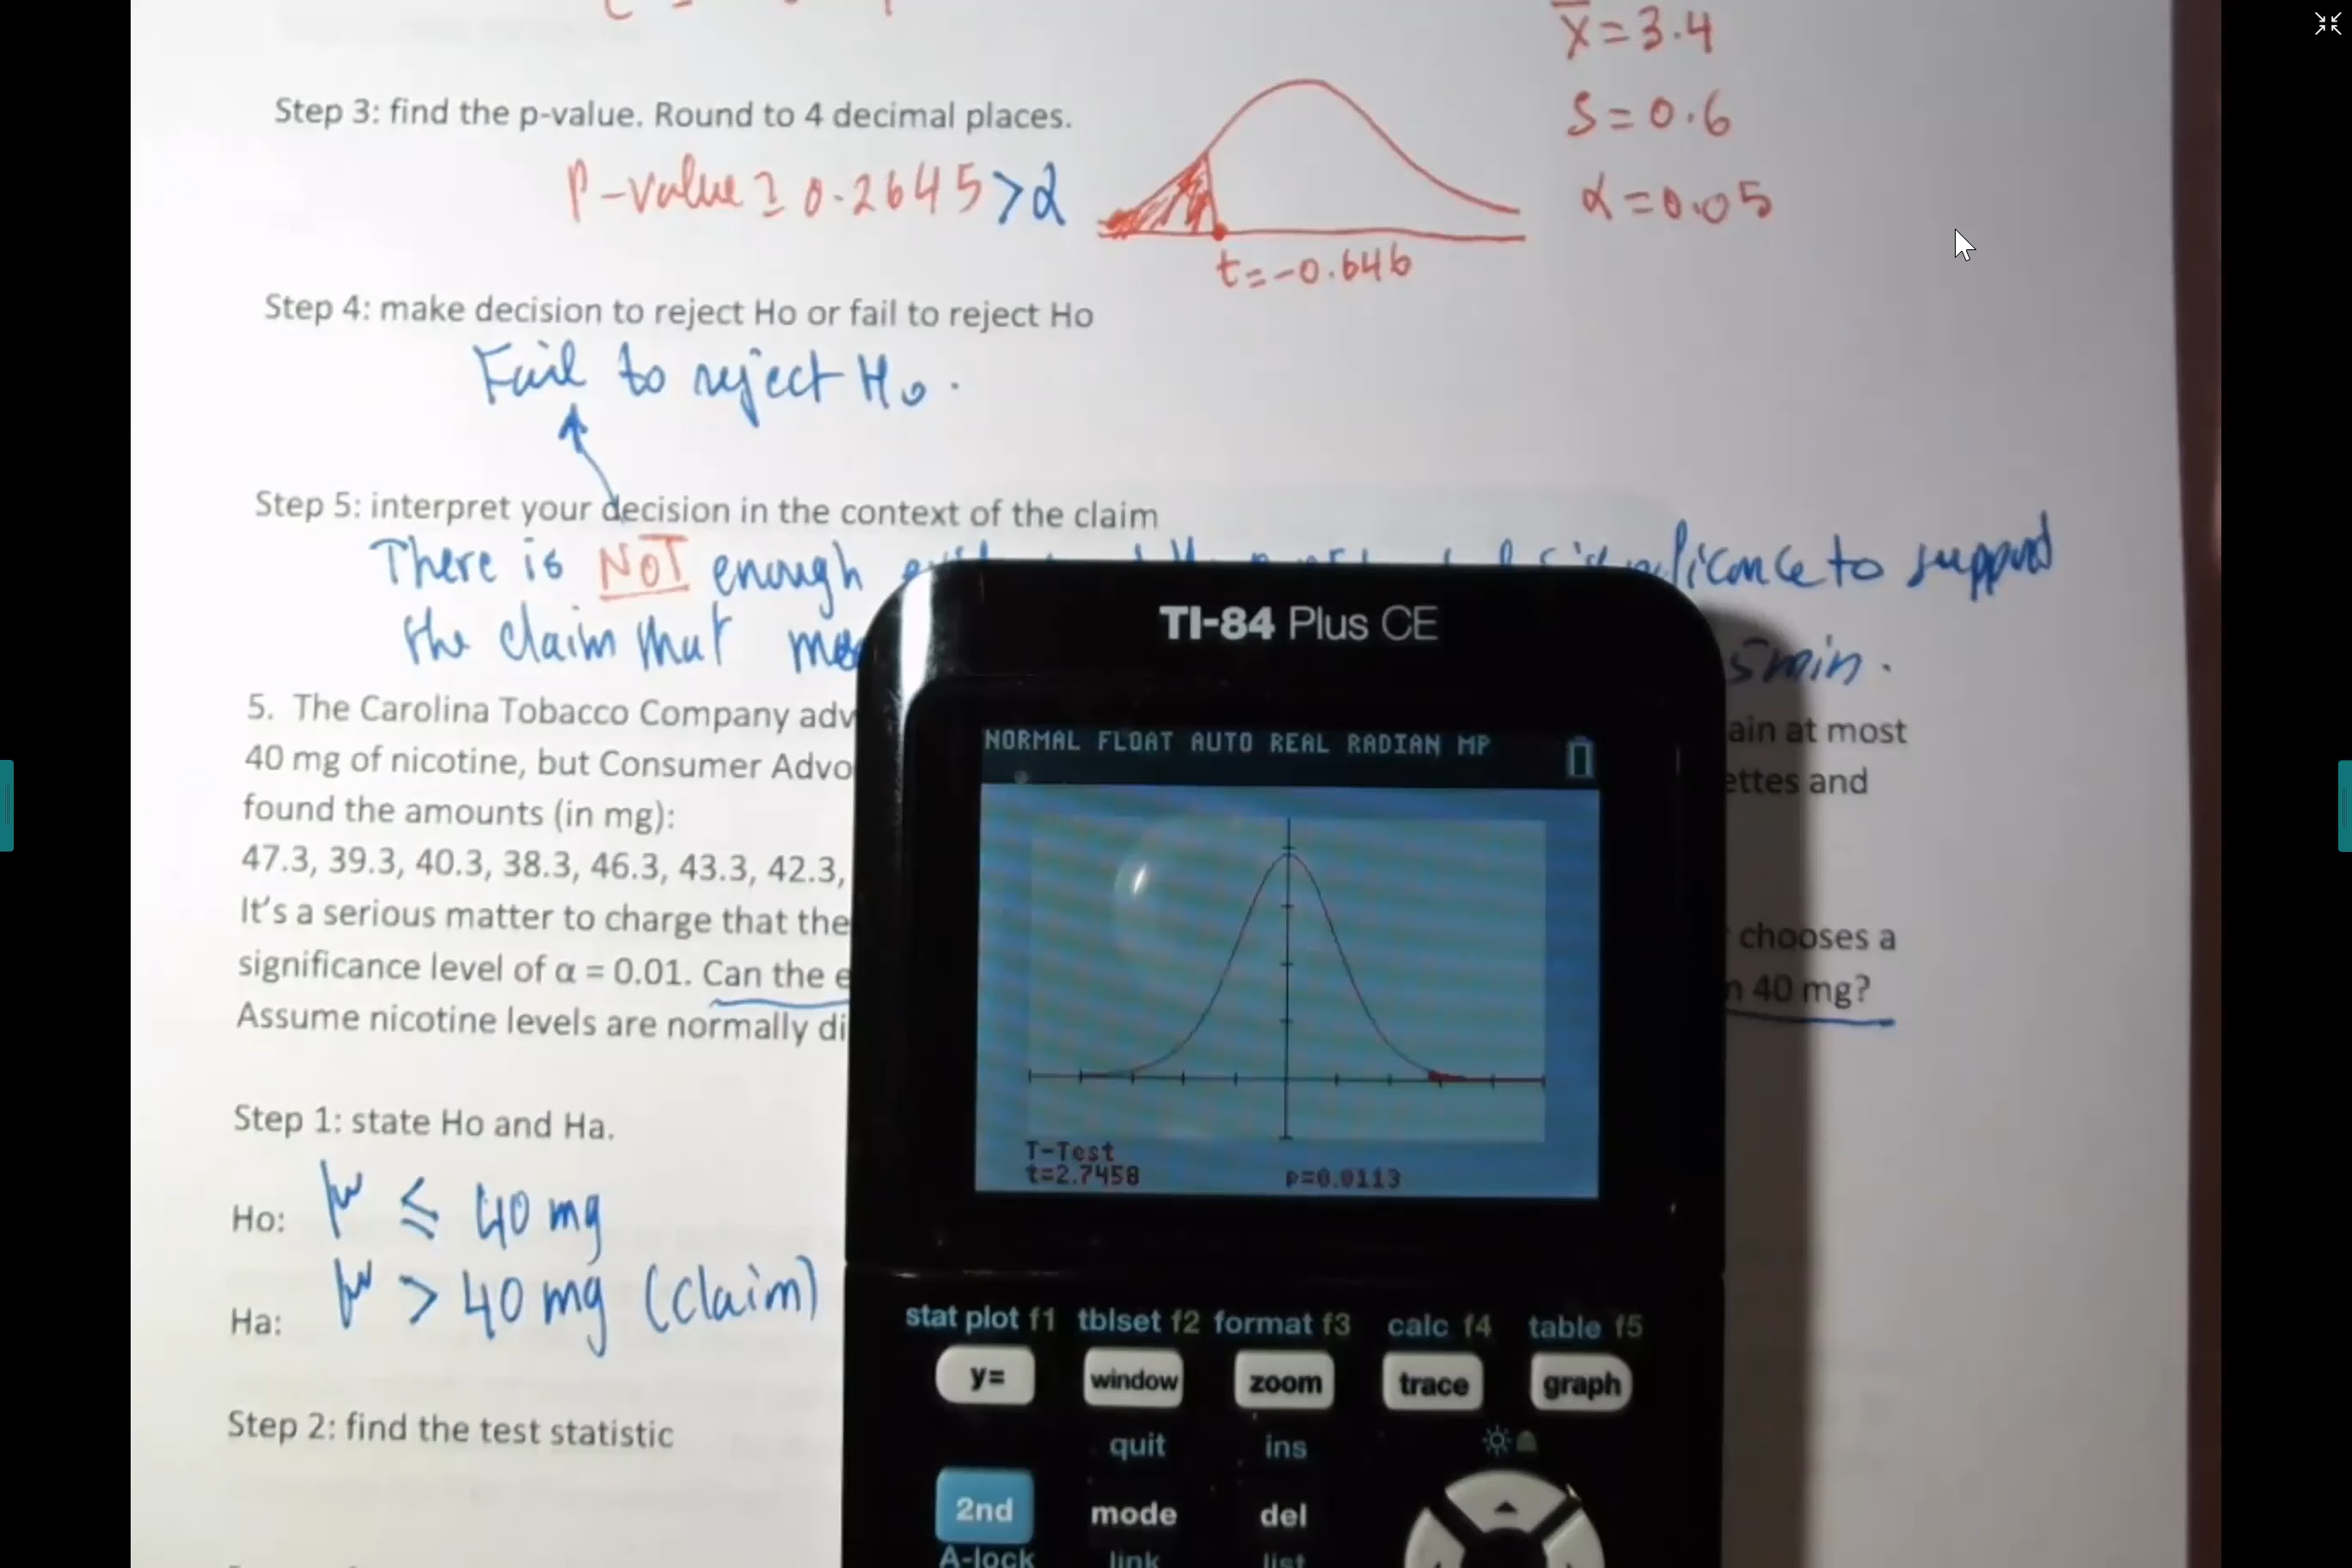 x̄ = 3.4
Step 3: find the p-value. Round to 4 decimal places.
S = 0.6
P-value ≅ 0.2645 > α
α = 0.05
t = -0.646
Step 4: make decision to reject Ho or fail to reject Ho
Fail to reject Ho.
Step 5: interpret your decision in the context of the claim
There is NOT enough to support
the claim that 5 min.
TI-84 Plus CE
5. The Carolina Tobacco Company at most
40 mg of nicotine, but Consumer and
found the amounts (in mg):
47.3, 39.3, 40.3, 38.3, 46.3, 43.3, 42.3,
It's a serious matter to charge that the chooses a
significance level of α = 0.01. Can the 40 mg?
Assume nicotine levels are normally
NORMAL FLOAT AUTO REAL RADIAN MP
T-Test
t=2.7458 p=0.0113
Step 1: state Ho and Ha.
Ho: μ ≤ 40 mg
Ha: μ > 40 mg (claim)
Step 2: find the test statistic
stat plot f1 tblset f2 format f3 calc f4 table f5
y= window zoom trace graph
quit ins
2nd mode del
A-lock link list